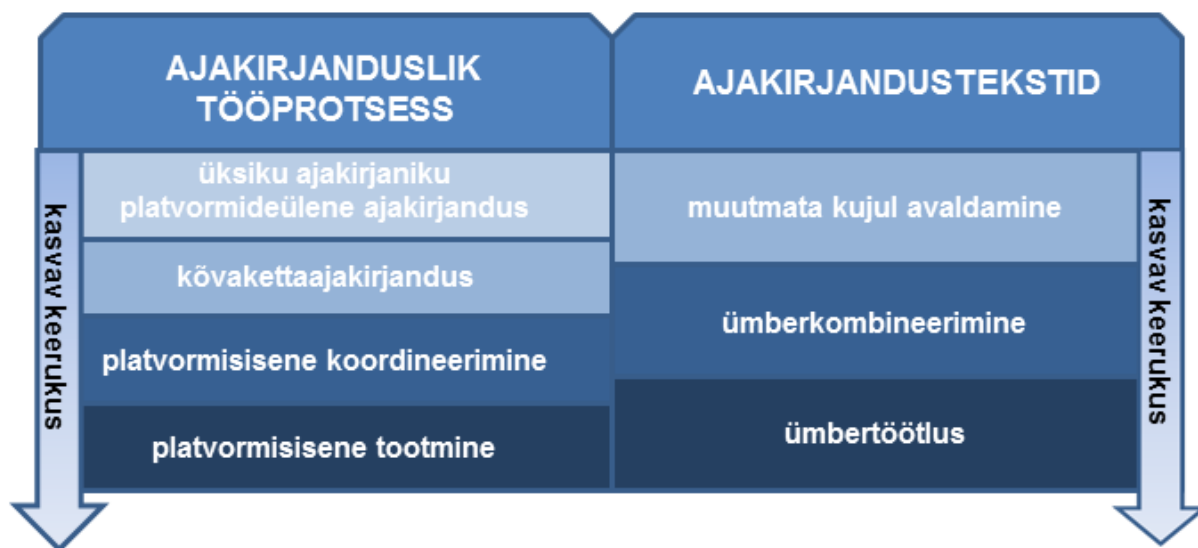 AJAKIRJANDUSLIK
TÖÖPROTSESS
AJAKIRJANDUSTEKSTID
kasvav keerukus
üksiku ajakirjaniku
platvormideülene ajakirjandus
kõvakettaajakirjandus
platvormisisene koordineerimine
platvormisisene tootmine
muutmata kujul avaldamine
ümberkombineerimine
ümbertöötlus
kasvav keerukus